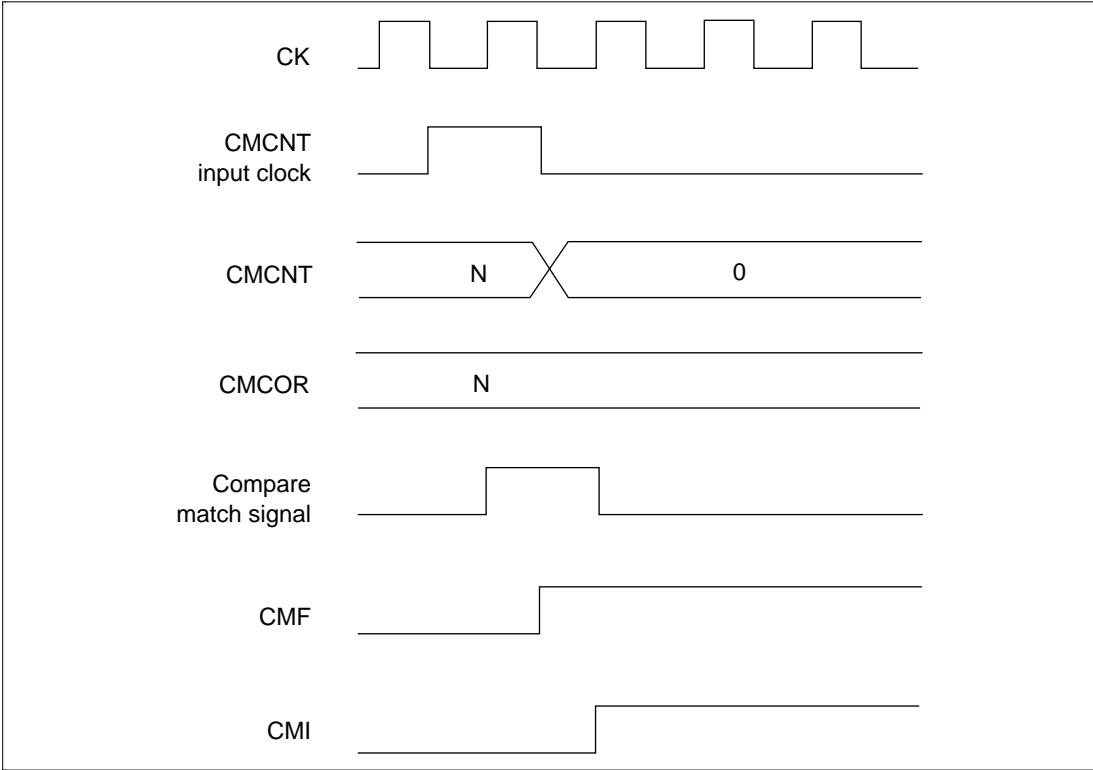 CK
CMCNT
input clock
CMCNT
N
0
CMCOR
N
Compare
match signal
CMF
CMI